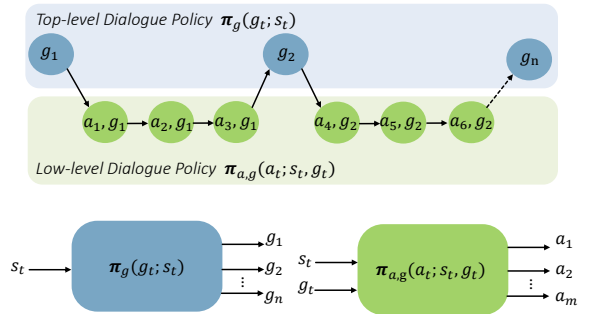 Top-level Dialogue Policy π_g(g_t; s_t)
g_1 g_2 g_n
a_1, g_1 a_2, g_1 a_3, g_1 a_4, g_2 a_5, g_2 a_6, g_2
Low-level Dialogue Policy π_{a,g}(a_t; s_t, g_t)
s_t π_g(g_t; s_t) g_1 g_2 ⋮ g_n
s_t g_t π_{a,g}(a_t; s_t, g_t) a_1 a_2 ⋮ a_m